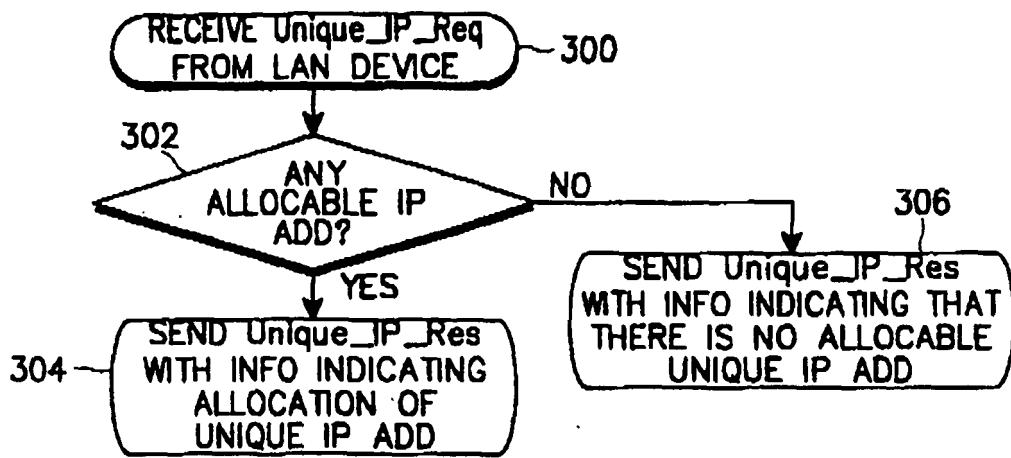 RECEIVE Unique_IP_Req
FROM LAN DEVICE
300
302
ANY
ALLOCABLE IP
ADD?
NO
YES
306
SEND Unique_IP_Res
WITH INFO INDICATING THAT
THERE IS NO ALLOCABLE
UNIQUE IP ADD
304
SEND Unique_IP_Res
WITH INFO INDICATING
ALLOCATION OF
UNIQUE IP ADD